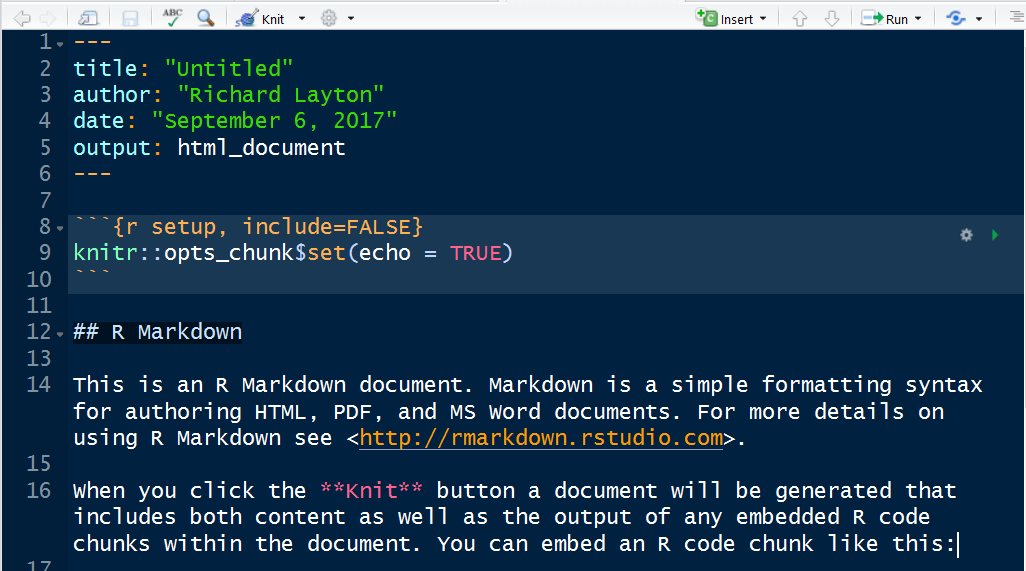 ABC Knit Insert Run
1 ---
2 title: "Untitled"
3 author: "Richard Layton"
4 date: "September 6, 2017"
5 output: html_document
6 ---
7
8 ```{r setup, include=FALSE}
9 knitr::opts_chunk$set(echo = TRUE)
10 ```
11
12 ## R Markdown
13
14 This is an R Markdown document. Markdown is a simple formatting syntax
for authoring HTML, PDF, and MS Word documents. For more details on
using R Markdown see <http://rmarkdown.rstudio.com>.
15
16 When you click the **Knit** button a document will be generated that
includes both content as well as the output of any embedded R code
chunks within the document. You can embed an R code chunk like this:
17